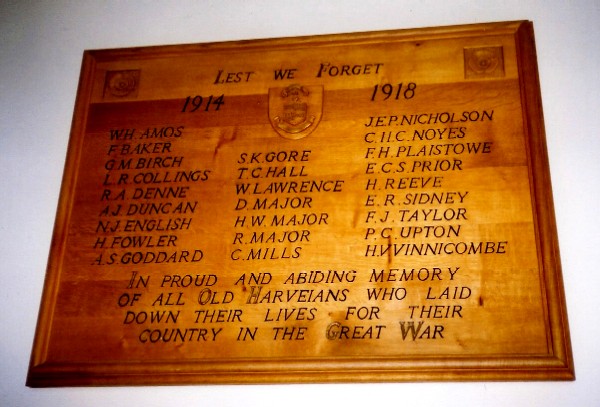 LEST WE FORGET
1914 1918
W.H. AMOS
F. BAKER
G.M. BIRCH
L.R. COLLINGS
R.A. DENNE
A.J. DUNCAN
N.J. ENGLISH
H. FOWLER
A.S. GODDARD
S.K. GORE
T.C. HALL
W. LAWRENCE
D. MAJOR
H.W. MAJOR
R. MAJOR
C. MILLS
J.E.P. NICHOLSON
C.H.C. NOYES
F.H. PLAISTOWE
E.C.S. PRIOR
H. REEVE
E.R. SIDNEY
F.J. TAYLOR
P.C. UPTON
H.V. VINNICOMBE
IN PROUD AND ABIDING MEMORY
OF ALL OLD HARVEIANS WHO LAID
DOWN THEIR LIVES FOR THEIR
COUNTRY IN THE GREAT WAR